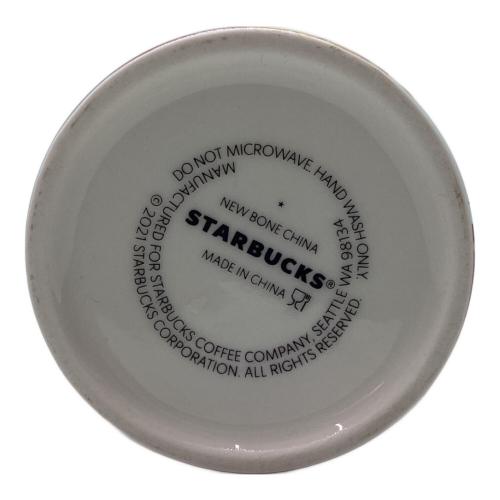 DO NOT MICROWAVE. HAND WASH ONLY
MANUFACTURED FOR STARBUCKS COFFEE COMPANY, SEATTLE WA 98134
© 2021 STARBUCKS CORPORATION. ALL RIGHTS RESERVED.
*
NEW BONE CHINA
STARBUCKS®
MADE IN CHINA